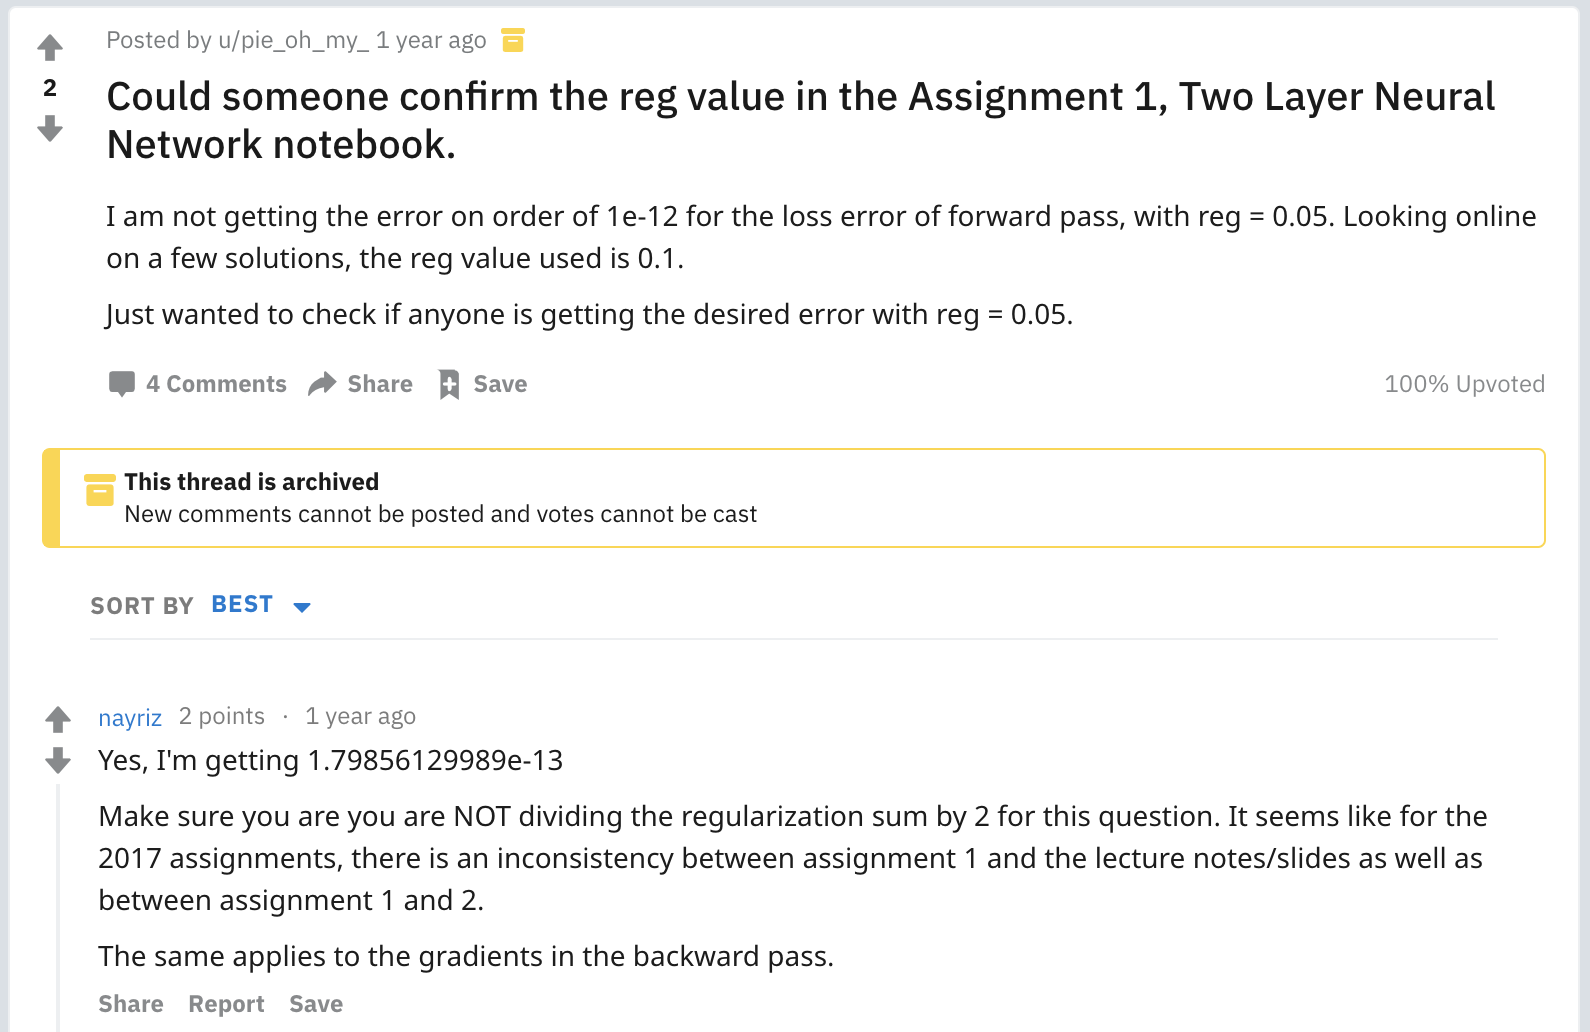 Posted by u/pie_oh_my_ 1 year ago
2
Could someone confirm the reg value in the Assignment 1, Two Layer Neural
Network notebook.
I am not getting the error on order of 1e-12 for the loss error of forward pass, with reg = 0.05. Looking online
on a few solutions, the reg value used is 0.1.
Just wanted to check if anyone is getting the desired error with reg = 0.05.
4 Comments Share Save 100% Upvoted
This thread is archived
New comments cannot be posted and votes cannot be cast
SORT BY BEST
nayriz 2 points · 1 year ago
Yes, I'm getting 1.79856129989e-13
Make sure you are you are NOT dividing the regularization sum by 2 for this question. It seems like for the
2017 assignments, there is an inconsistency between assignment 1 and the lecture notes/slides as well as
between assignment 1 and 2.
The same applies to the gradients in the backward pass.
Share Report Save